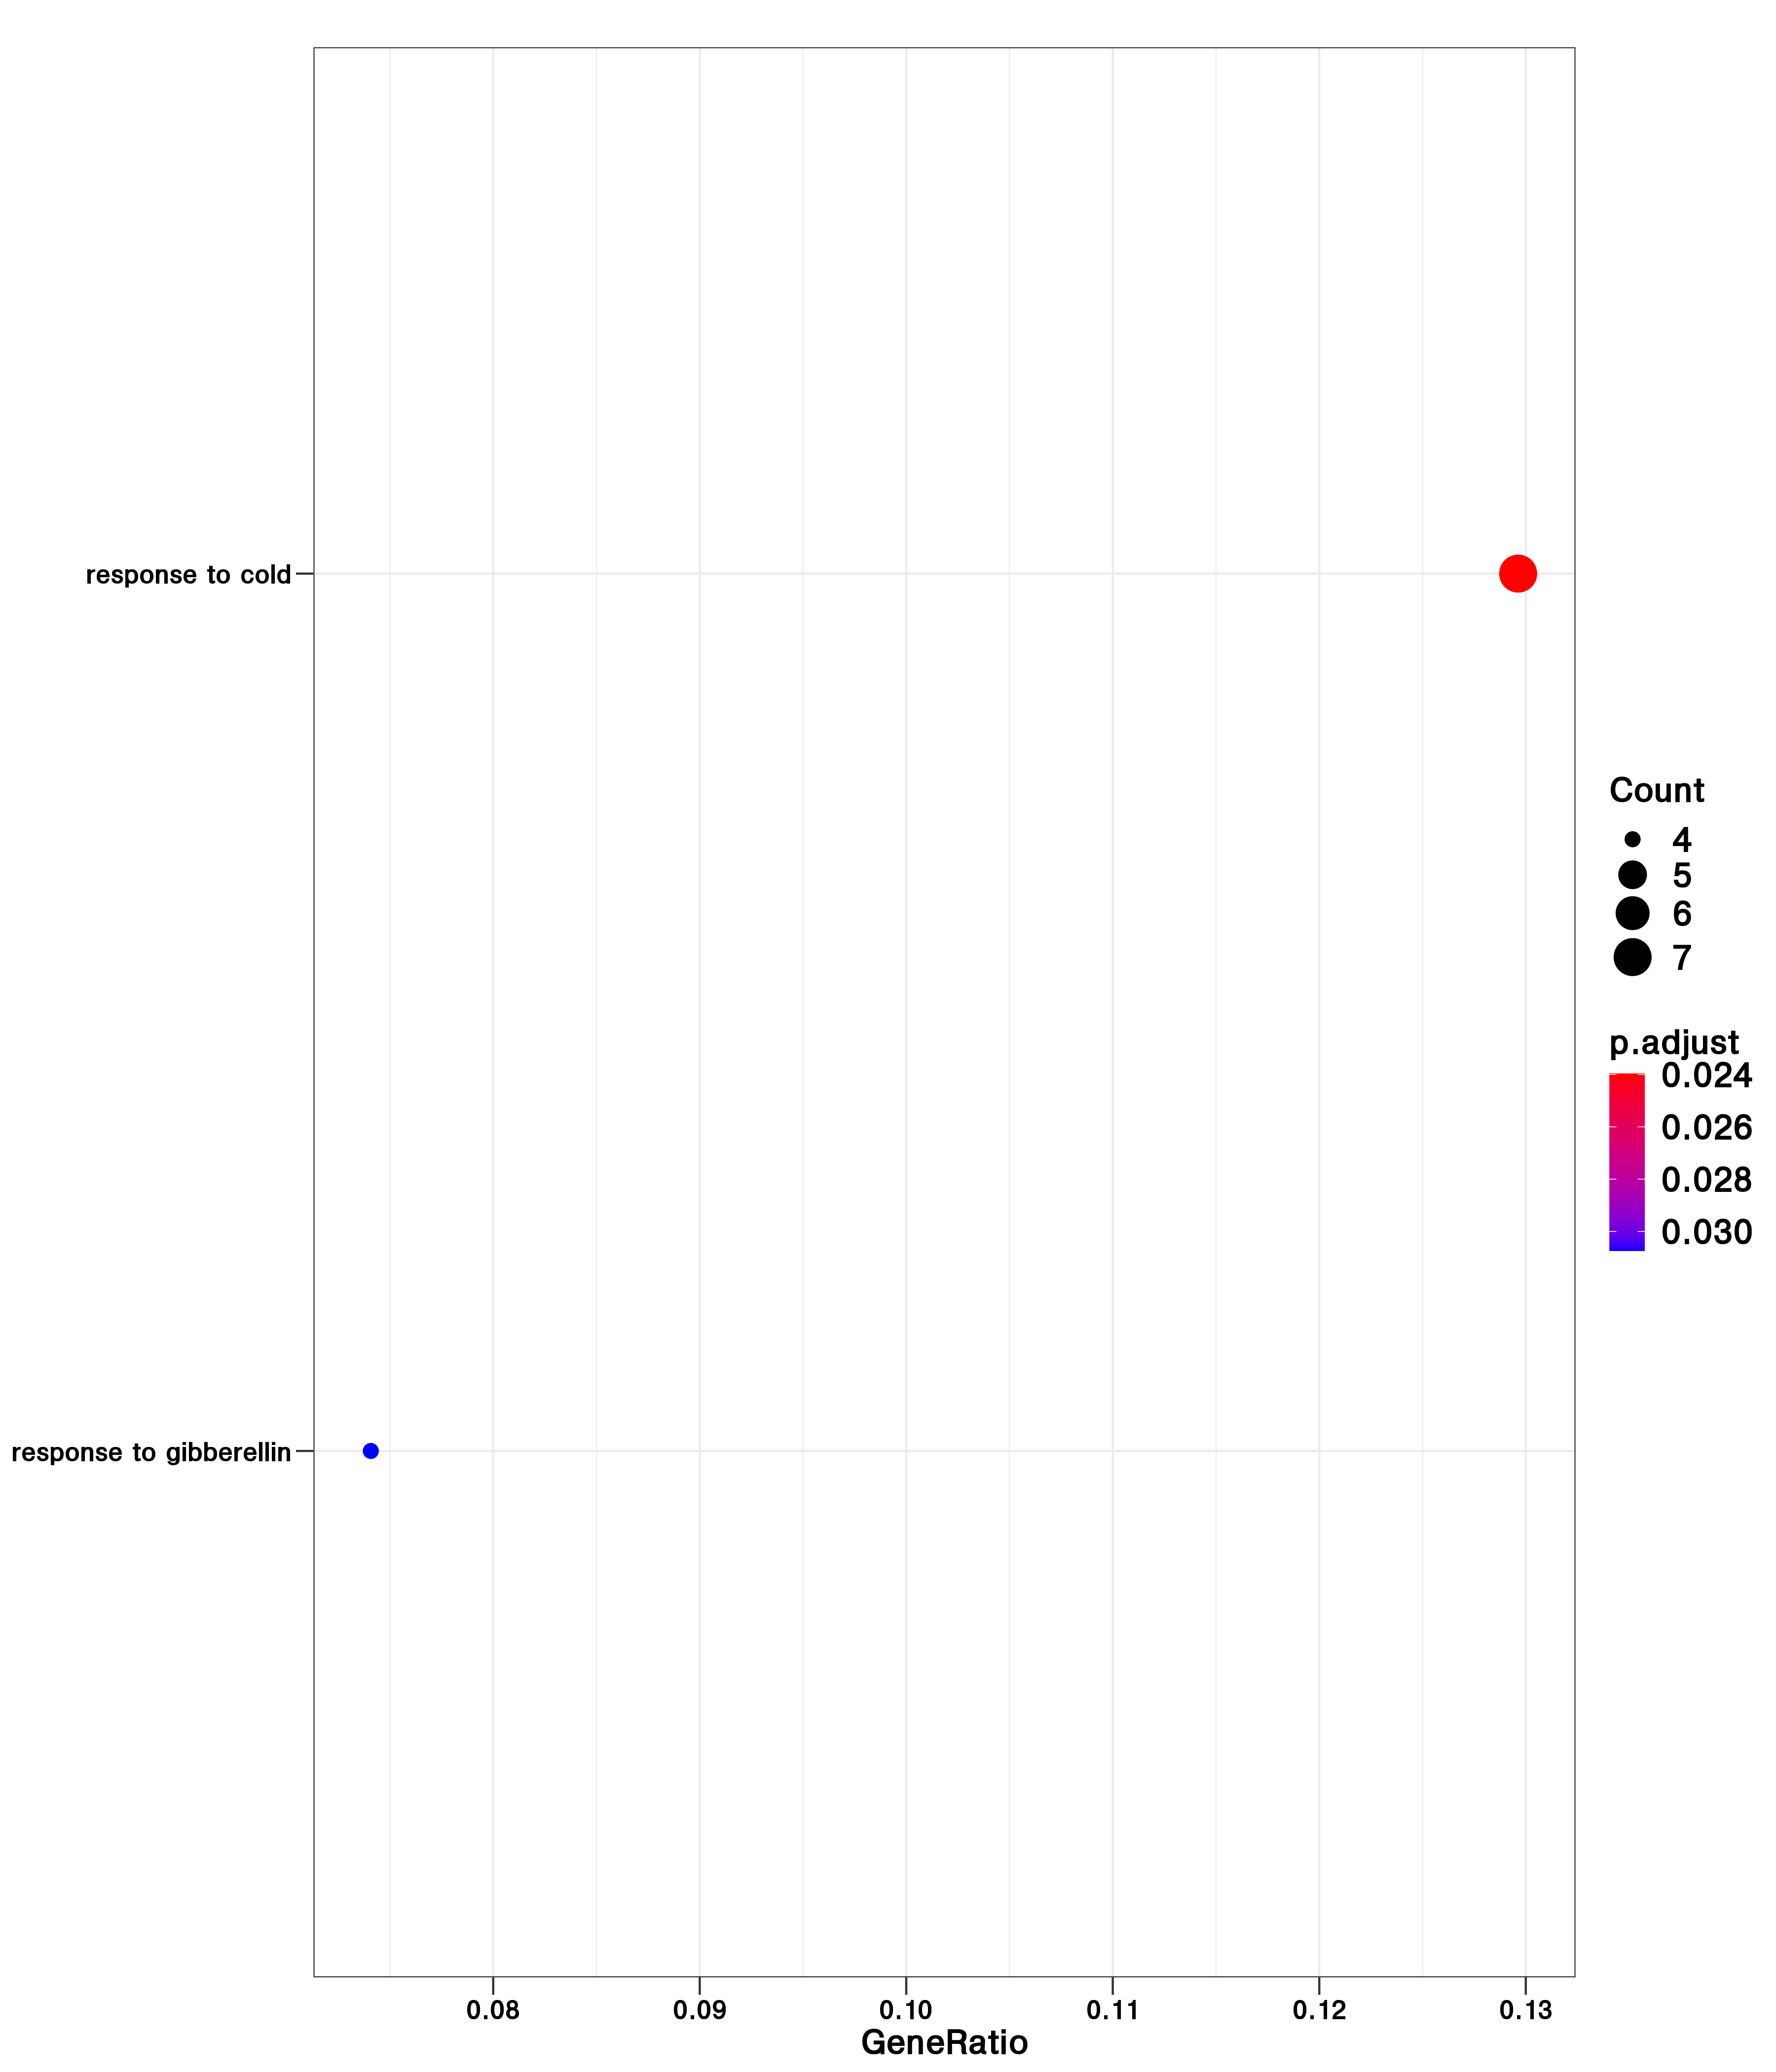 response to cold
response to gibberellin
0.08
0.09
0.10
0.11
0.12
0.13
GeneRatio
Count
4
5
6
7
p.adjust
0.024
0.026
0.028
0.030